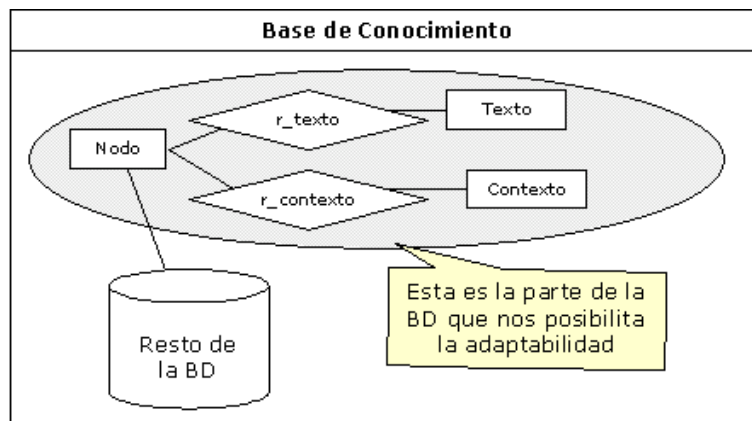 Base de Conocimiento
r_texto
Texto
Nodo
r_contexto
Contexto
Esta es la parte de la
BD que nos posibilita
la adaptabilidad
Resto de
la BD